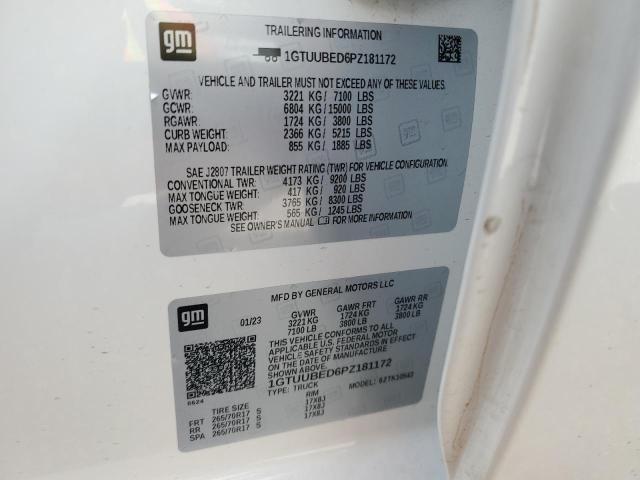 gm
TRAILERING INFORMATION
1GTUUBED6PZ181172
VEHICLE AND TRAILER MUST NOT EXCEED ANY OF THESE VALUES.
GVWR: 3221 KG/ 7100 LBS
GCWR: 6804 KG/ 15000 LBS
RGAWR: 1724 KG/ 3800 LBS
CURB WEIGHT: 2366 KG/ 5215 LBS
MAX PAYLOAD: 855 KG/ 1885 LBS
SAE J2807 TRAILER WEIGHT RATING (TWR) FOR VEHICLE CONFIGURATION.
CONVENTIONAL TWR: 4173 KG/ 9200 LBS
MAX TONGUE WEIGHT: 417 KG/ 920 LBS
GOOSENECK TWR: 3765 KG/ 8300 LBS
MAX TONGUE WEIGHT: 565 KG/ 1245 LBS
SEE OWNER'S MANUAL FOR MORE INFORMATION
gm
MFD BY GENERAL MOTORS LLC
01/23 GVWR GAWR FRT GAWR RR
3221 KG 1724 KG 1724 KG
7100 LB 3800 LB 3800 LB
THIS VEHICLE CONFORMS TO ALL
APPLICABLE U.S. FEDERAL MOTOR
VEHICLE SAFETY STANDARDS IN
EFFECT ON THE DATE OF
MANUFACTURE SHOWN ABOVE.
1GTUUBED6PZ181172
TYPE: TRUCK MODEL:
6624
TIRE SIZE RIM
FRT 265/70R17 S 17X8J
RR 265/70R17 S 17X8J
SPA 265/70R17 S 17X8J